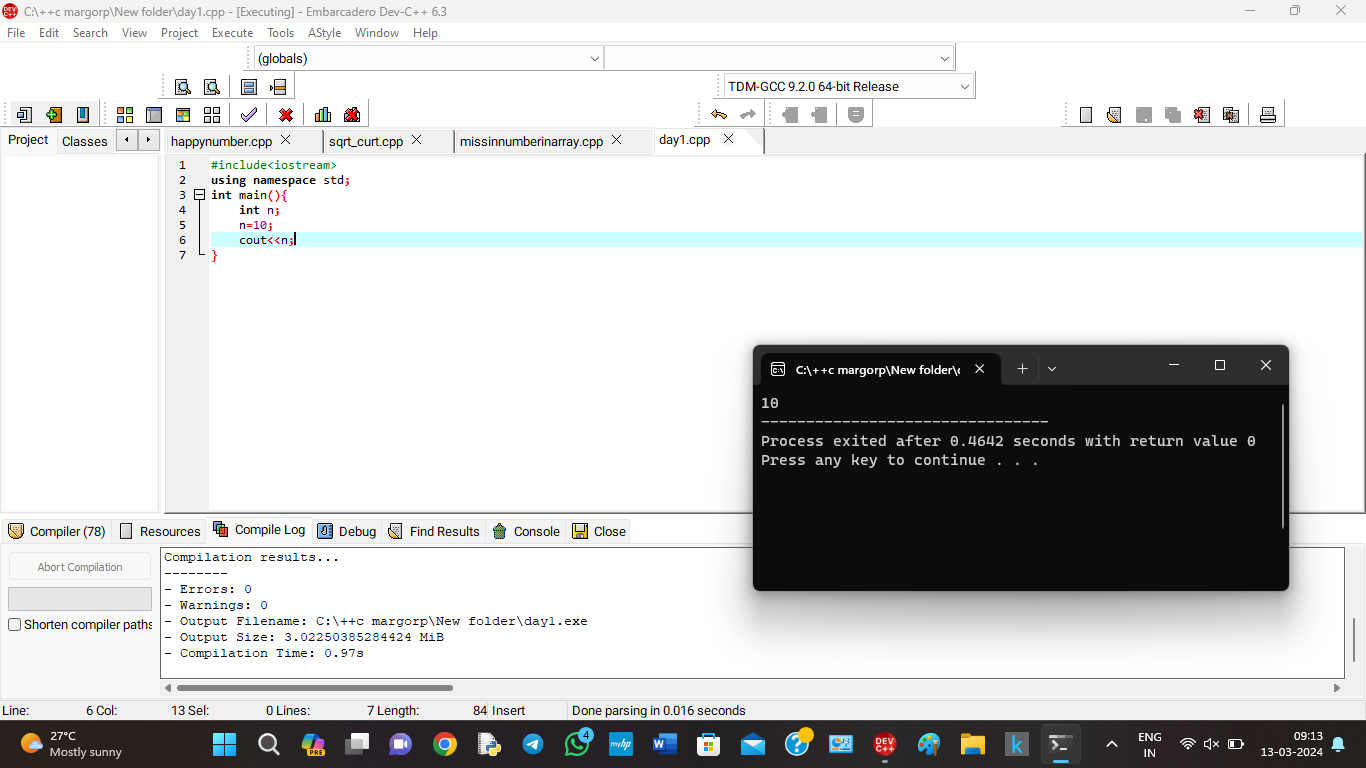 C:\++c margorp\New folder\day1.cpp - [Executing] - Embarcadero Dev-C++ 6.3
File Edit Search View Project Execute Tools AStyle Window Help
(globals)
TDM-GCC 9.2.0 64-bit Release
Project Classes happynumber.cpp sqrt_curt.cpp missinnumberinarray.cpp day1.cpp
1 #include<iostream>
2 using namespace std;
3 int main(){
4 int n;
5 n=10;
6 cout<<n;
7 }
C:\++c margorp\New folder\
10
--------------------------------
Process exited after 0.4642 seconds with return value 0
Press any key to continue . . .
Compiler (78) Resources Compile Log Debug Find Results Console Close
Abort Compilation
Shorten compiler paths
Compilation results...
--------
- Errors: 0
- Warnings: 0
- Output Filename: C:\++c margorp\New folder\day1.exe
- Output Size: 3.02250385284424 MiB
- Compilation Time: 0.97s
Line: 6 Col: 13 Sel: 0 Lines: 7 Length: 84 Insert Done parsing in 0.016 seconds
27°C
Mostly sunny
PRE
4
myhp
W
DEV C++
k
ENG
IN
09:13
13-03-2024